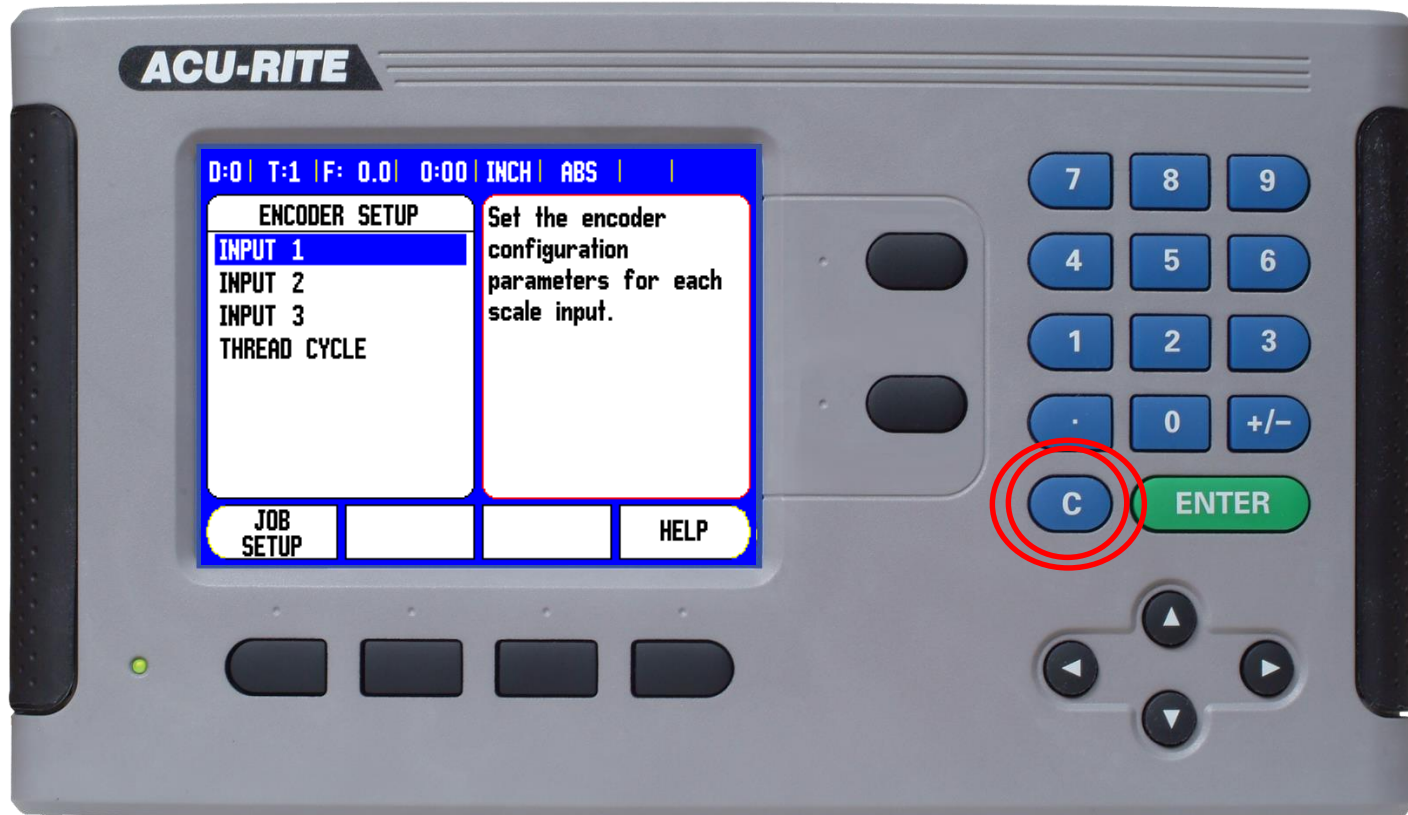 ACU-RITE
D:0 | T:1 | F: 0.0 | 0:00 | INCH | ABS | |
ENCODER SETUP
INPUT 1
INPUT 2
INPUT 3
THREAD CYCLE
Set the encoder
configuration
parameters for each
scale input.
JOB
SETUP
HELP
7 8 9
4 5 6
1 2 3
. 0 +/-
C ENTER